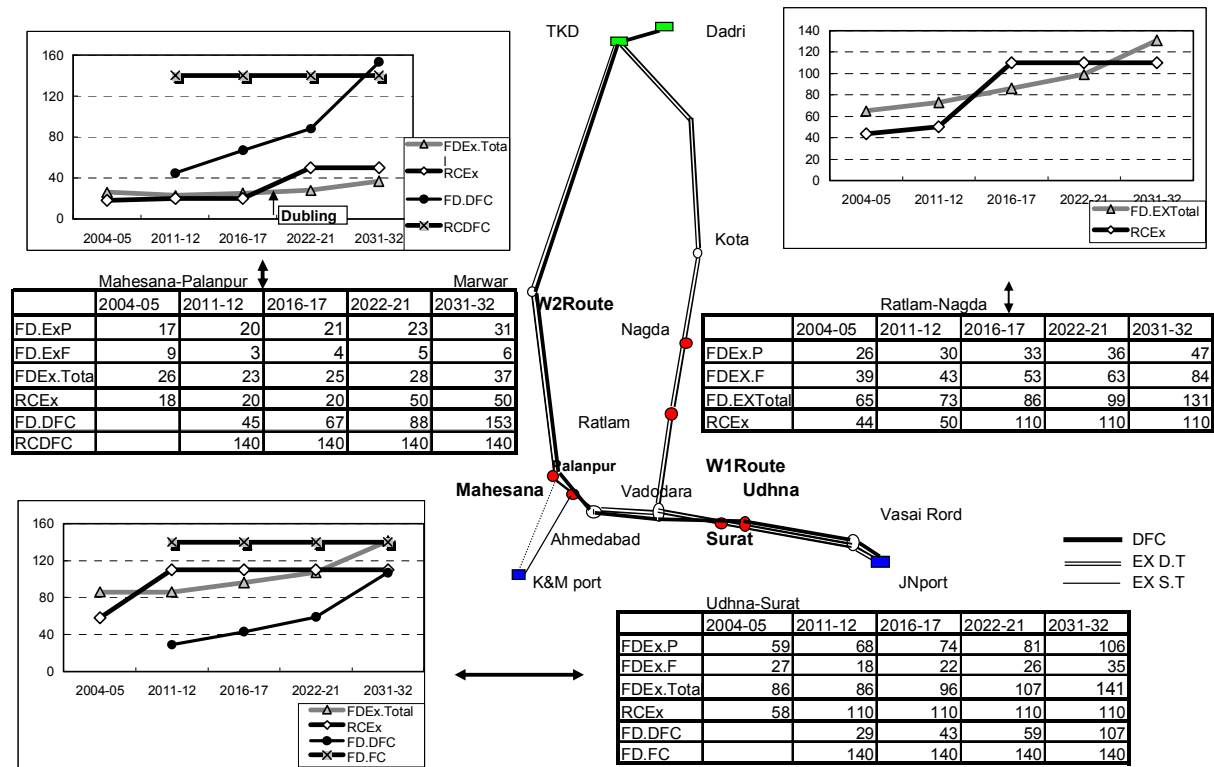 160
120
80
40
0
2004-05 2011-12 2016-17 2022-21 2031-32
Dubling
FDEx.Tota
l
RCEx
FD.DFC
RCDFC
TKD
Dadri
140
120
100
80
60
40
20
0
2004-05 2011-12 2016-17 2022-21 2031-32
FD.EXTotal
RCEx
Kota
Mahesana-Palanpur
Marwar
2004-05 2011-12 2016-17 2022-21 2031-32
FD.ExP 17 20 21 23 31
FD.ExF 9 3 4 5 6
FDEx.Tota 26 23 25 28 37
RCEx 18 20 20 50 50
FD.DFC 45 67 88 153
RCDFC 140 140 140 140
W2Route
Nagda
Ratlam
Ratlam-Nagda
2004-05 2011-12 2016-17 2022-21 2031-32
FDEx.P 26 30 33 36 47
FDEX.F 39 43 53 63 84
FD.EXTotal 65 73 86 99 131
RCEx 44 50 110 110 110
Palanpur
W1Route
Mahesana
Vadodara
Udhna
Vasai Rord
Ahmedabad
Surat
K&M port
JNport
DFC
EX D.T
EX S.T
160
120
80
40
0
2004-05 2011-12 2016-17 2022-21 2031-32
FDEx.Total
RCEx
FD.DFC
FD.FC
Udhna-Surat
2004-05 2011-12 2016-17 2022-21 2031-32
FDEx.P 59 68 74 81 106
FDEx.F 27 18 22 26 35
FDEx.Total 86 86 96 107 141
RCEx 58 110 110 110 110
FD.DFC 29 43 59 107
FD.FC 140 140 140 140